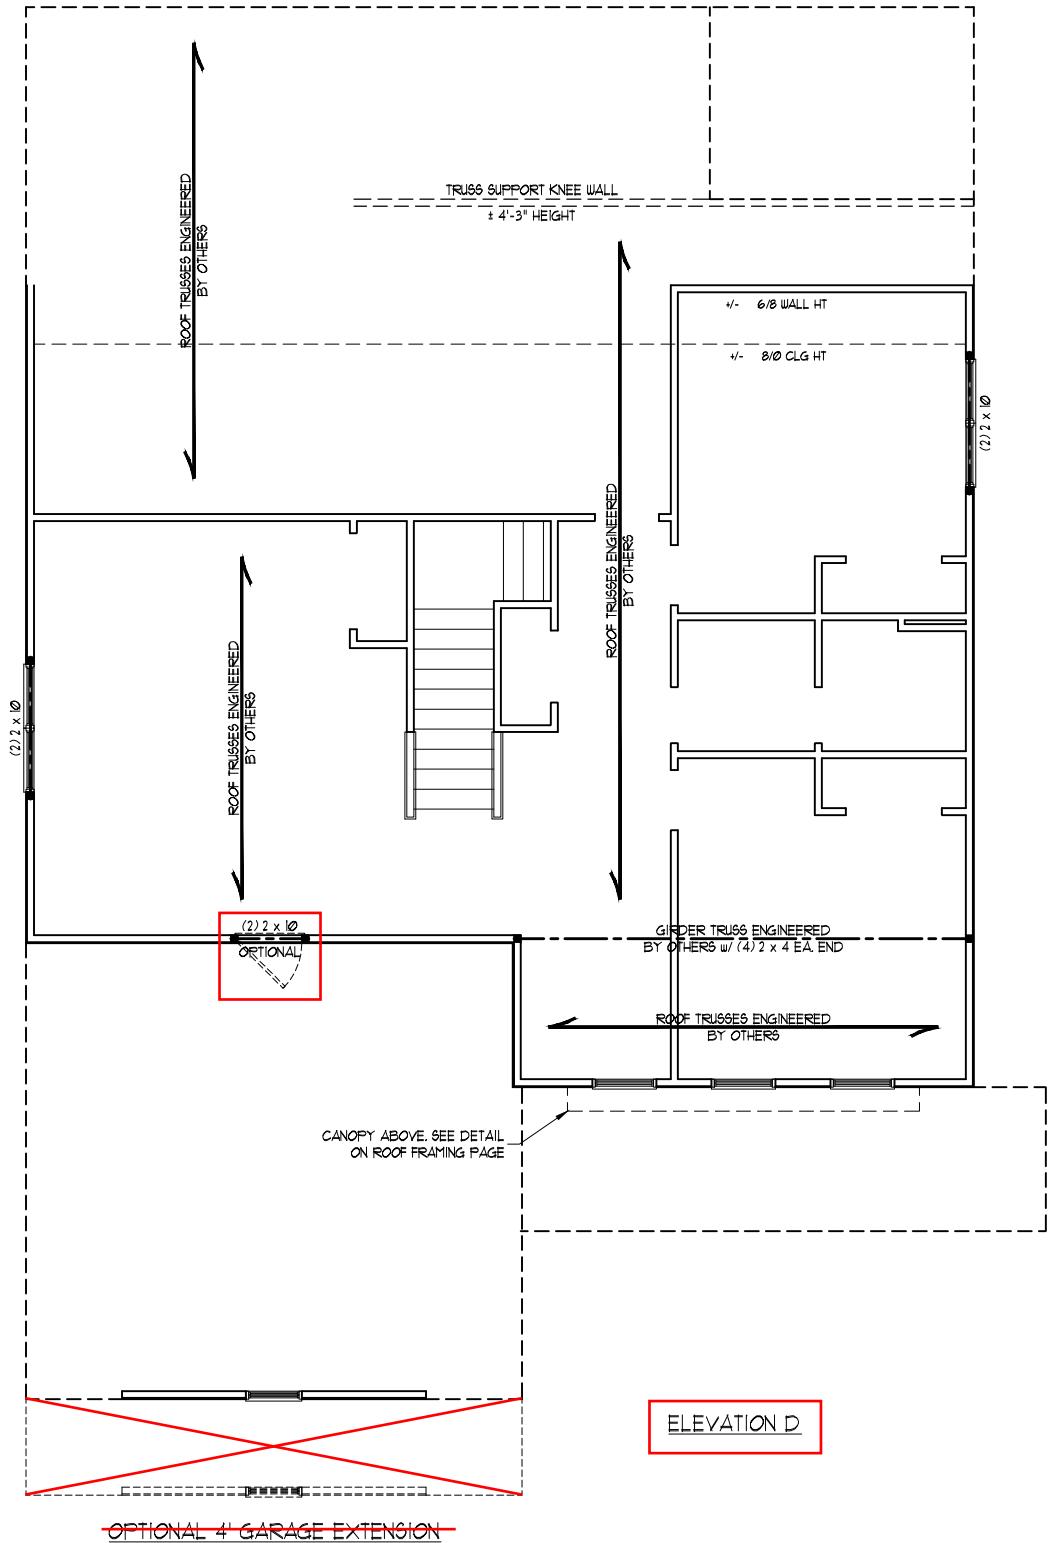 TRUSS SUPPORT KNEE WALL
± 4'-3" HEIGHT
ROOF TRUSSES ENGINEERED
BY OTHERS
+/- 6/8 WALL HT
+/- 8/0 CLG HT
(2) 2 x 10
ROOF TRUSSES ENGINEERED
BY OTHERS
ROOF TRUSSES ENGINEERED
BY OTHERS
(2) 2 x 10
(2) 2 x 10
OPTIONAL
GIRDER TRUSS ENGINEERED
BY OTHERS w/ (4) 2 x 4 EA. END
ROOF TRUSSES ENGINEERED
BY OTHERS
CANOPY ABOVE. SEE DETAIL
ON ROOF FRAMING PAGE
ELEVATION D
OPTIONAL 4' GARAGE EXTENSION